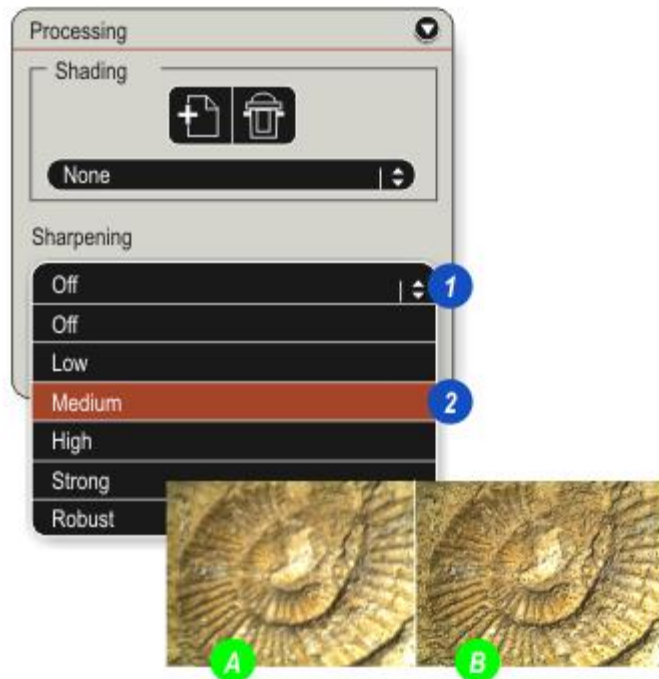 Processing
Shading
None
Sharpening
Off
1
Off
Low
Medium
2
High
Strong
Robust
A
B